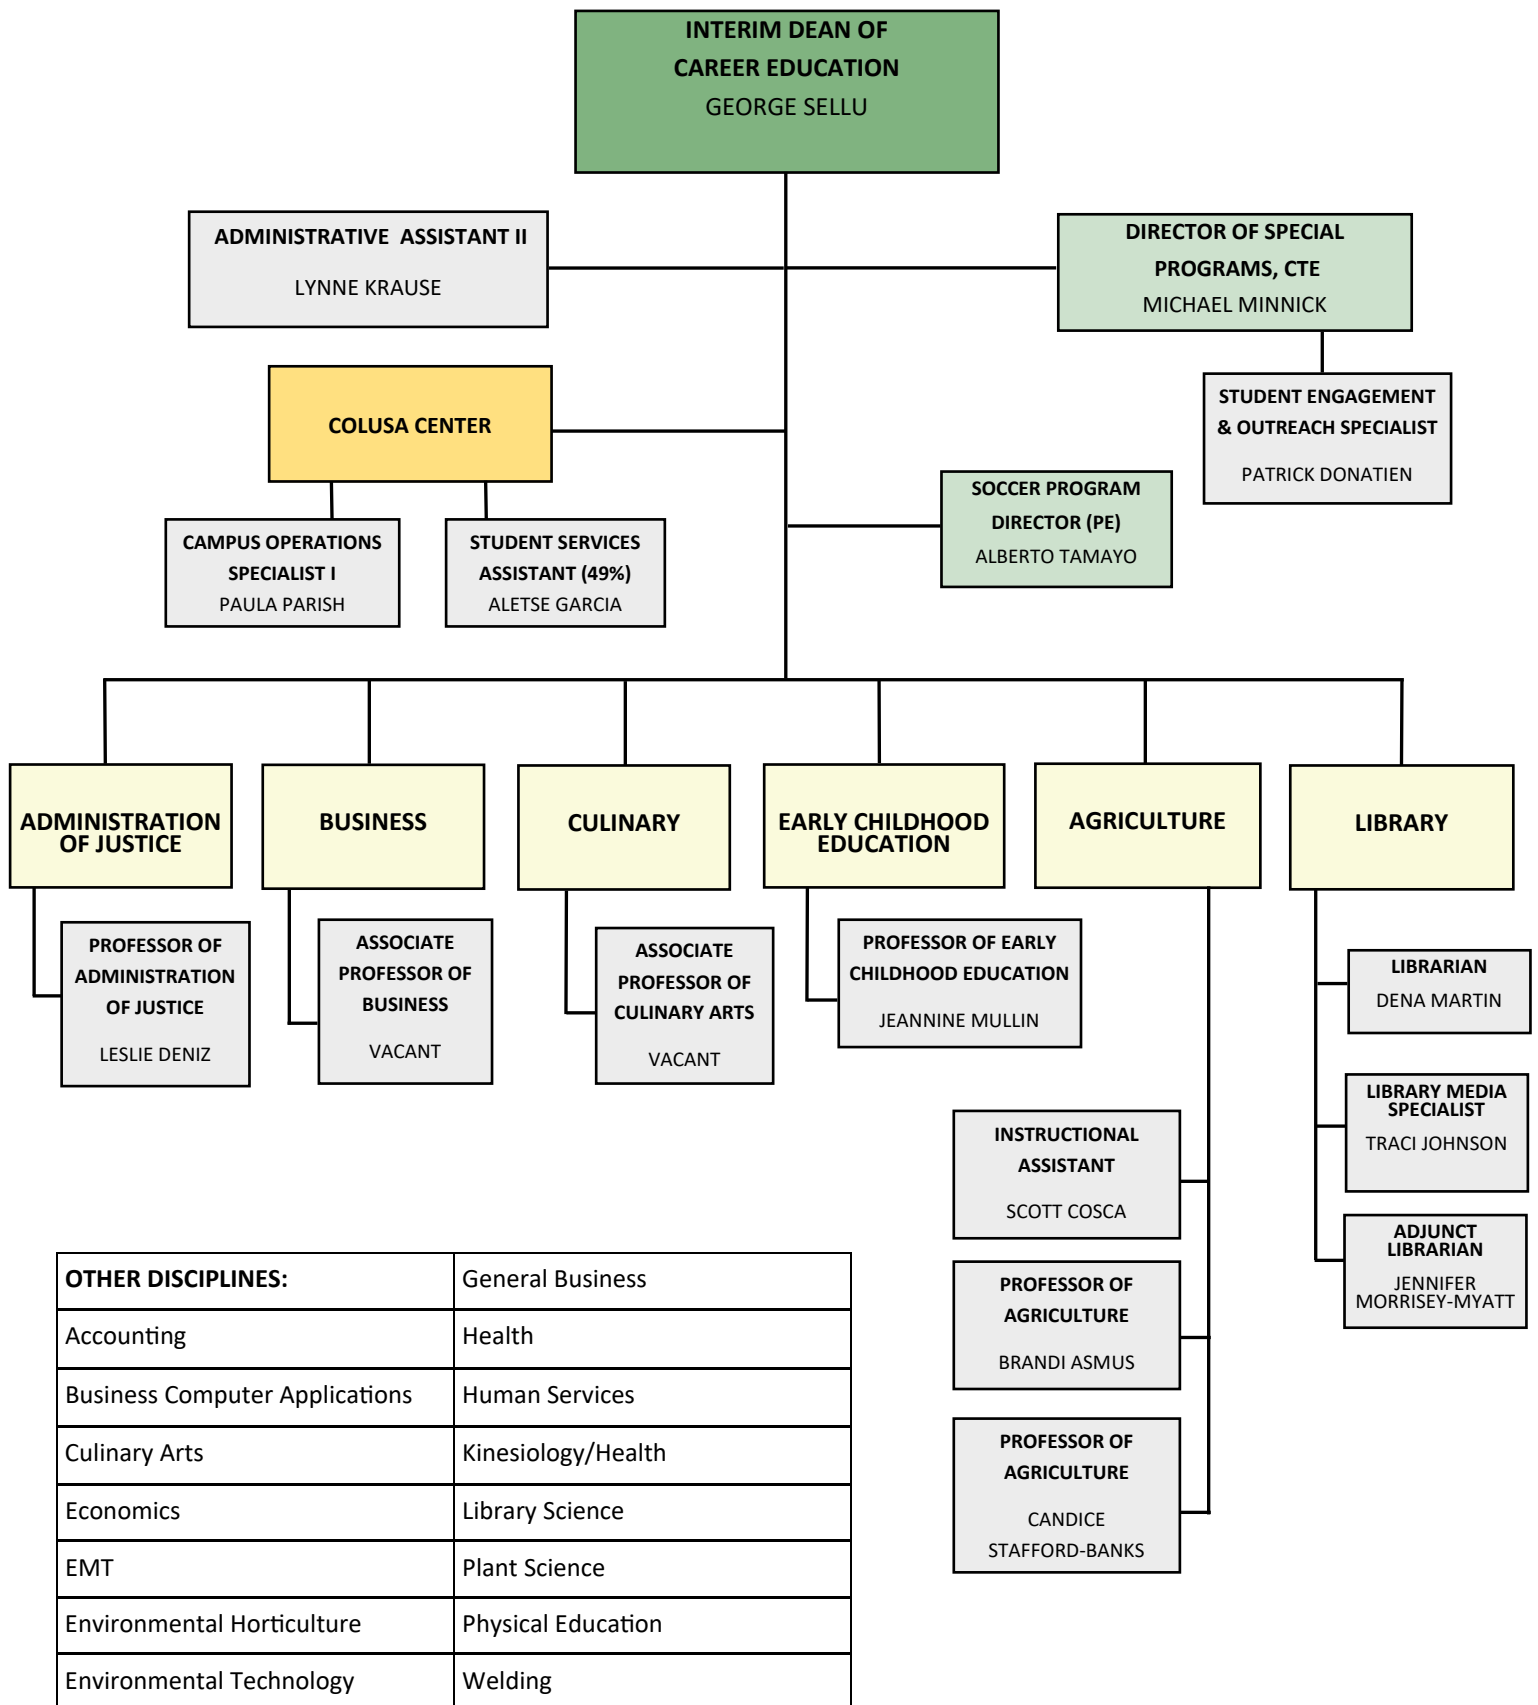 INTERIM DEAN OF
CAREER EDUCATION
GEORGE SELLU
ADMINISTRATIVE ASSISTANT II
LYNNE KRAUSE
DIRECTOR OF SPECIAL
PROGRAMS, CTE
MICHAEL MINNICK
STUDENT ENGAGEMENT
& OUTREACH SPECIALIST
PATRICK DONATIEN
COLUSA CENTER
CAMPUS OPERATIONS
SPECIALIST I
PAULA PARISH
STUDENT SERVICES
ASSISTANT (49%)
ALETSE GARCIA
SOCCER PROGRAM
DIRECTOR (PE)
ALBERTO TAMAYO
ADMINISTRATION
OF JUSTICE
BUSINESS
CULINARY
EARLY CHILDHOOD
EDUCATION
AGRICULTURE
LIBRARY
PROFESSOR OF
ADMINISTRATION
OF JUSTICE
LESLIE DENIZ
ASSOCIATE
PROFESSOR OF
BUSINESS
VACANT
ASSOCIATE
PROFESSOR OF
CULINARY ARTS
VACANT
PROFESSOR OF EARLY
CHILDHOOD EDUCATION
JEANNINE MULLIN
INSTRUCTIONAL
ASSISTANT
SCOTT COSCA
PROFESSOR OF
AGRICULTURE
BRANDI ASMUS
PROFESSOR OF
AGRICULTURE
CANDICE
STAFFORD-BANKS
LIBRARIAN
DENA MARTIN
LIBRARY MEDIA
SPECIALIST
TRACI JOHNSON
ADJUNCT
LIBRARIAN
JENNIFER
MORRISEY-MYATT
OTHER DISCIPLINES:
General Business
Accounting
Health
Business Computer Applications
Human Services
Culinary Arts
Kinesiology/Health
Economics
Library Science
EMT
Plant Science
Environmental Horticulture
Physical Education
Environmental Technology
Welding